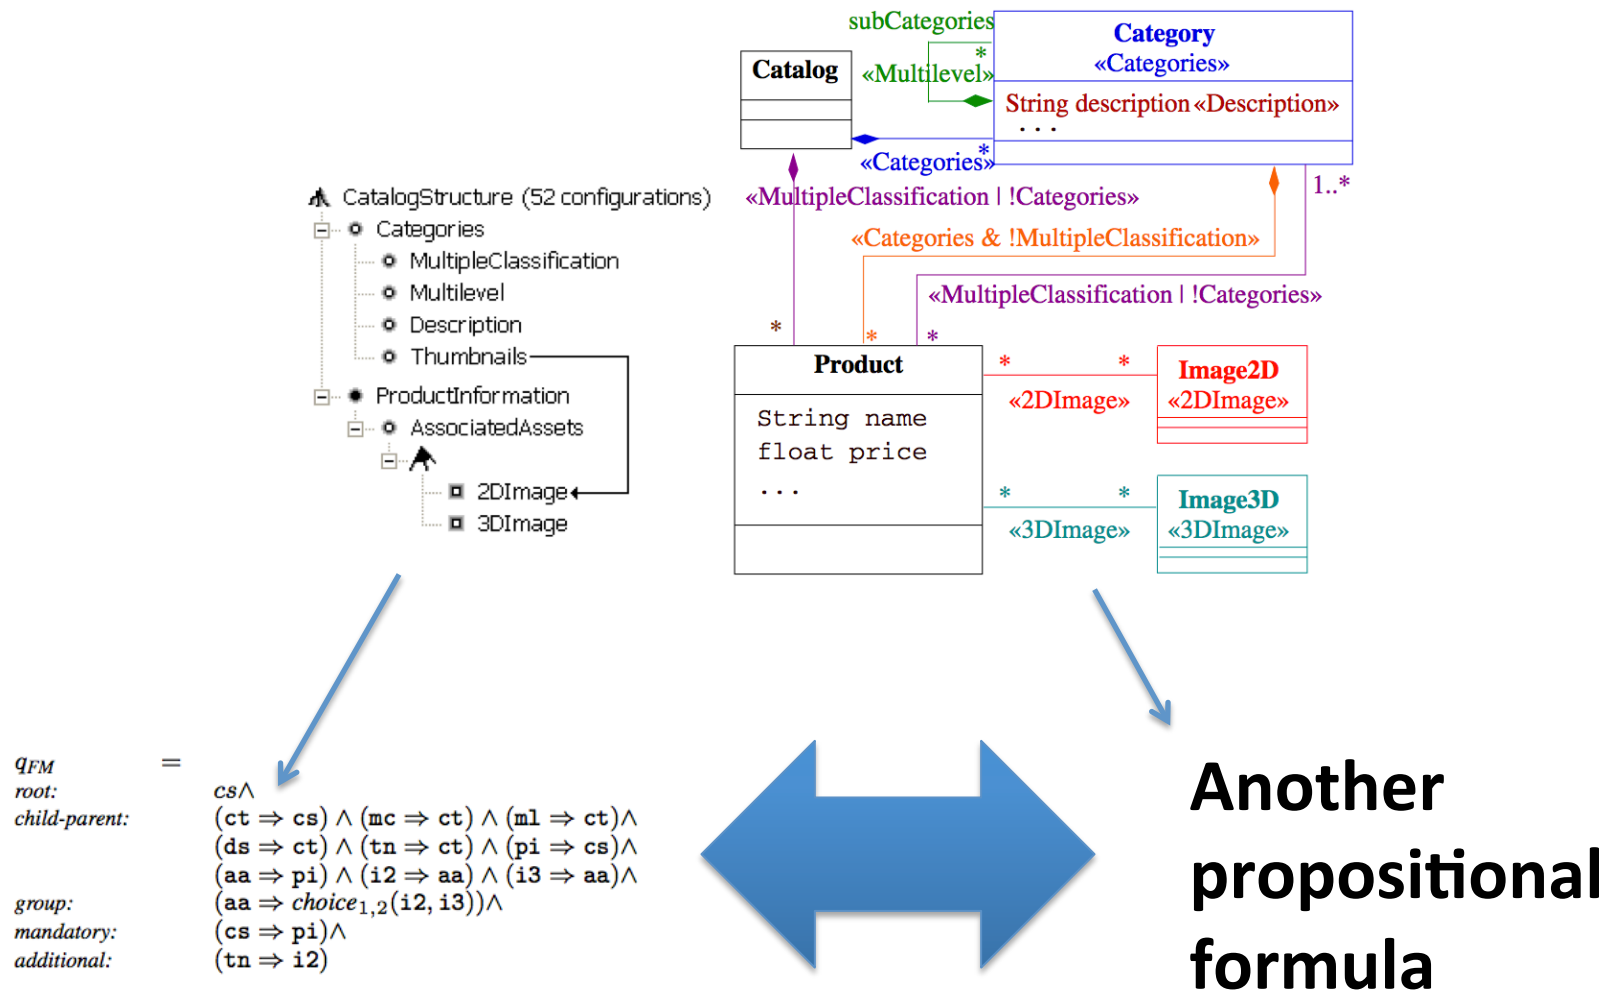 subCategories
*
«Multilevel»
Catalog
Category
«Categories»
String description «Description»
...
*
«Categories»
«MultipleClassification | !Categories»
1..*
«Categories & !MultipleClassification»
«MultipleClassification | !Categories»
*
*
*
CatalogStructure (52 configurations)
Categories
MultipleClassification
Multilevel
Description
Thumbnails
ProductInformation
AssociatedAssets
2DImage
3DImage
Product
String name
float price
...
* *
«2DImage»
Image2D
«2DImage»
* *
«3DImage»
Image3D
«3DImage»
qFM =
root: cs∧
child-parent: (ct ⇒ cs) ∧ (mc ⇒ ct) ∧ (ml ⇒ ct)∧
(ds ⇒ ct) ∧ (tn ⇒ ct) ∧ (pi ⇒ cs)∧
(aa ⇒ pi) ∧ (i2 ⇒ aa) ∧ (i3 ⇒ aa)∧
group: (aa ⇒ choice1,2(i2, i3))∧
mandatory: (cs ⇒ pi)∧
additional: (tn ⇒ i2)
Another
propositional
formula